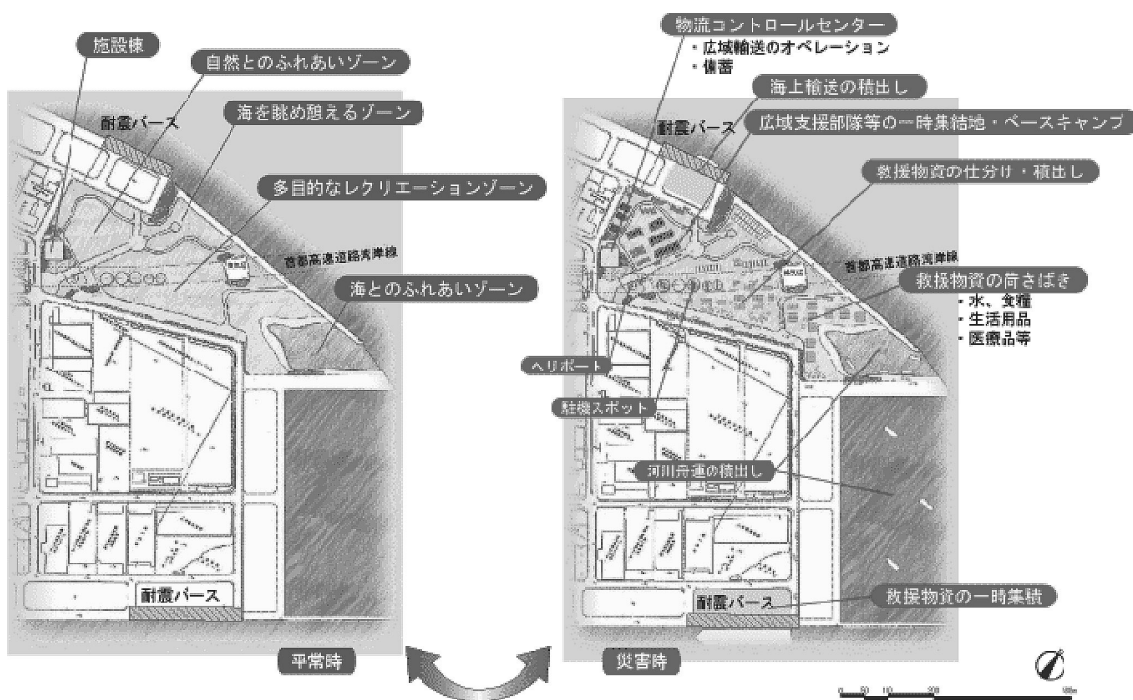 施設棟
自然とのふれあいゾーン
海を眺め憩えるゾーン
耐震バース
多目的なレクリエーションゾーン
首都高速道路湾岸線
海とのふれあいゾーン
耐震バース
平常時
物流コントロールセンター
・広域輸送のオペレーション
・備蓄
海上輸送の積出し
耐震バース
広域支援部隊等の一時集結地・ベースキャンプ
救援物資の仕分け・積出し
首都高速道路湾岸線
救援物資の荷さばき
・水、食糧
・生活用品
・医療品等
ヘリポート
駐機スポット
河川舟運の積出し
耐震バース
救援物資の一時集積
災害時
0 50 100 200